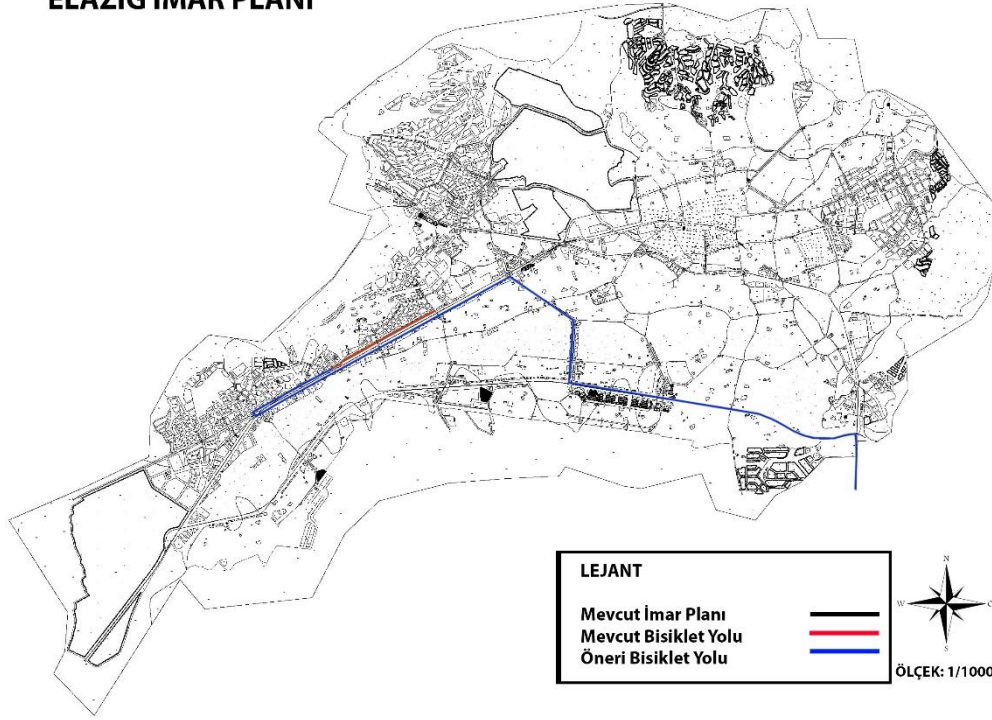 ELAZIĞ İMAR PLANI
LEJANT
Mevcut İmar Planı
Mevcut Bisiklet Yolu
Öneri Bisiklet Yolu
N
W
S
ÖLÇEK: 1/1000